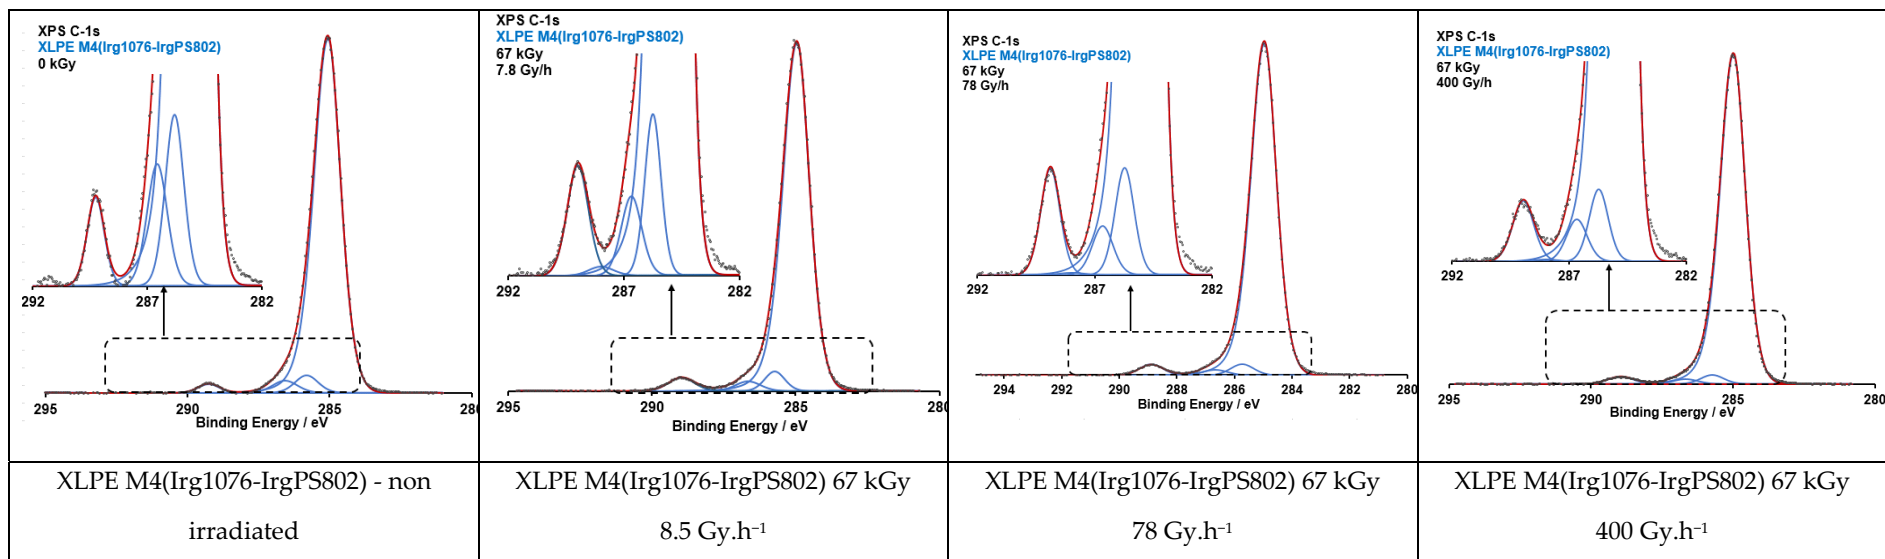 XPS C-1s
XLPE M4(Irg1076-IrgPS802)
0 kGy
292 287 282
295 290 285 280
Binding Energy / eV
XPS C-1s
XLPE M4(Irg1076-IrgPS802)
67 kGy
7.8 Gy/h
292 287 282
295 290 285 280
Binding Energy / eV
XPS C-1s
XLPE M4(Irg1076-IrgPS802)
67 kGy
78 Gy/h
292 287 282
294 292 290 288 286 284 282 280
Binding Energy / eV
XPS C-1s
XLPE M4(Irg1076-IrgPS802)
67 kGy
400 Gy/h
292 287 282
295 290 285 280
Binding Energy / eV
XLPE M4(Irg1076-IrgPS802) - non
irradiated
XLPE M4(Irg1076-IrgPS802) 67 kGy
8.5 Gy.h⁻¹
XLPE M4(Irg1076-IrgPS802) 67 kGy
78 Gy.h⁻¹
XLPE M4(Irg1076-IrgPS802) 67 kGy
400 Gy.h⁻¹